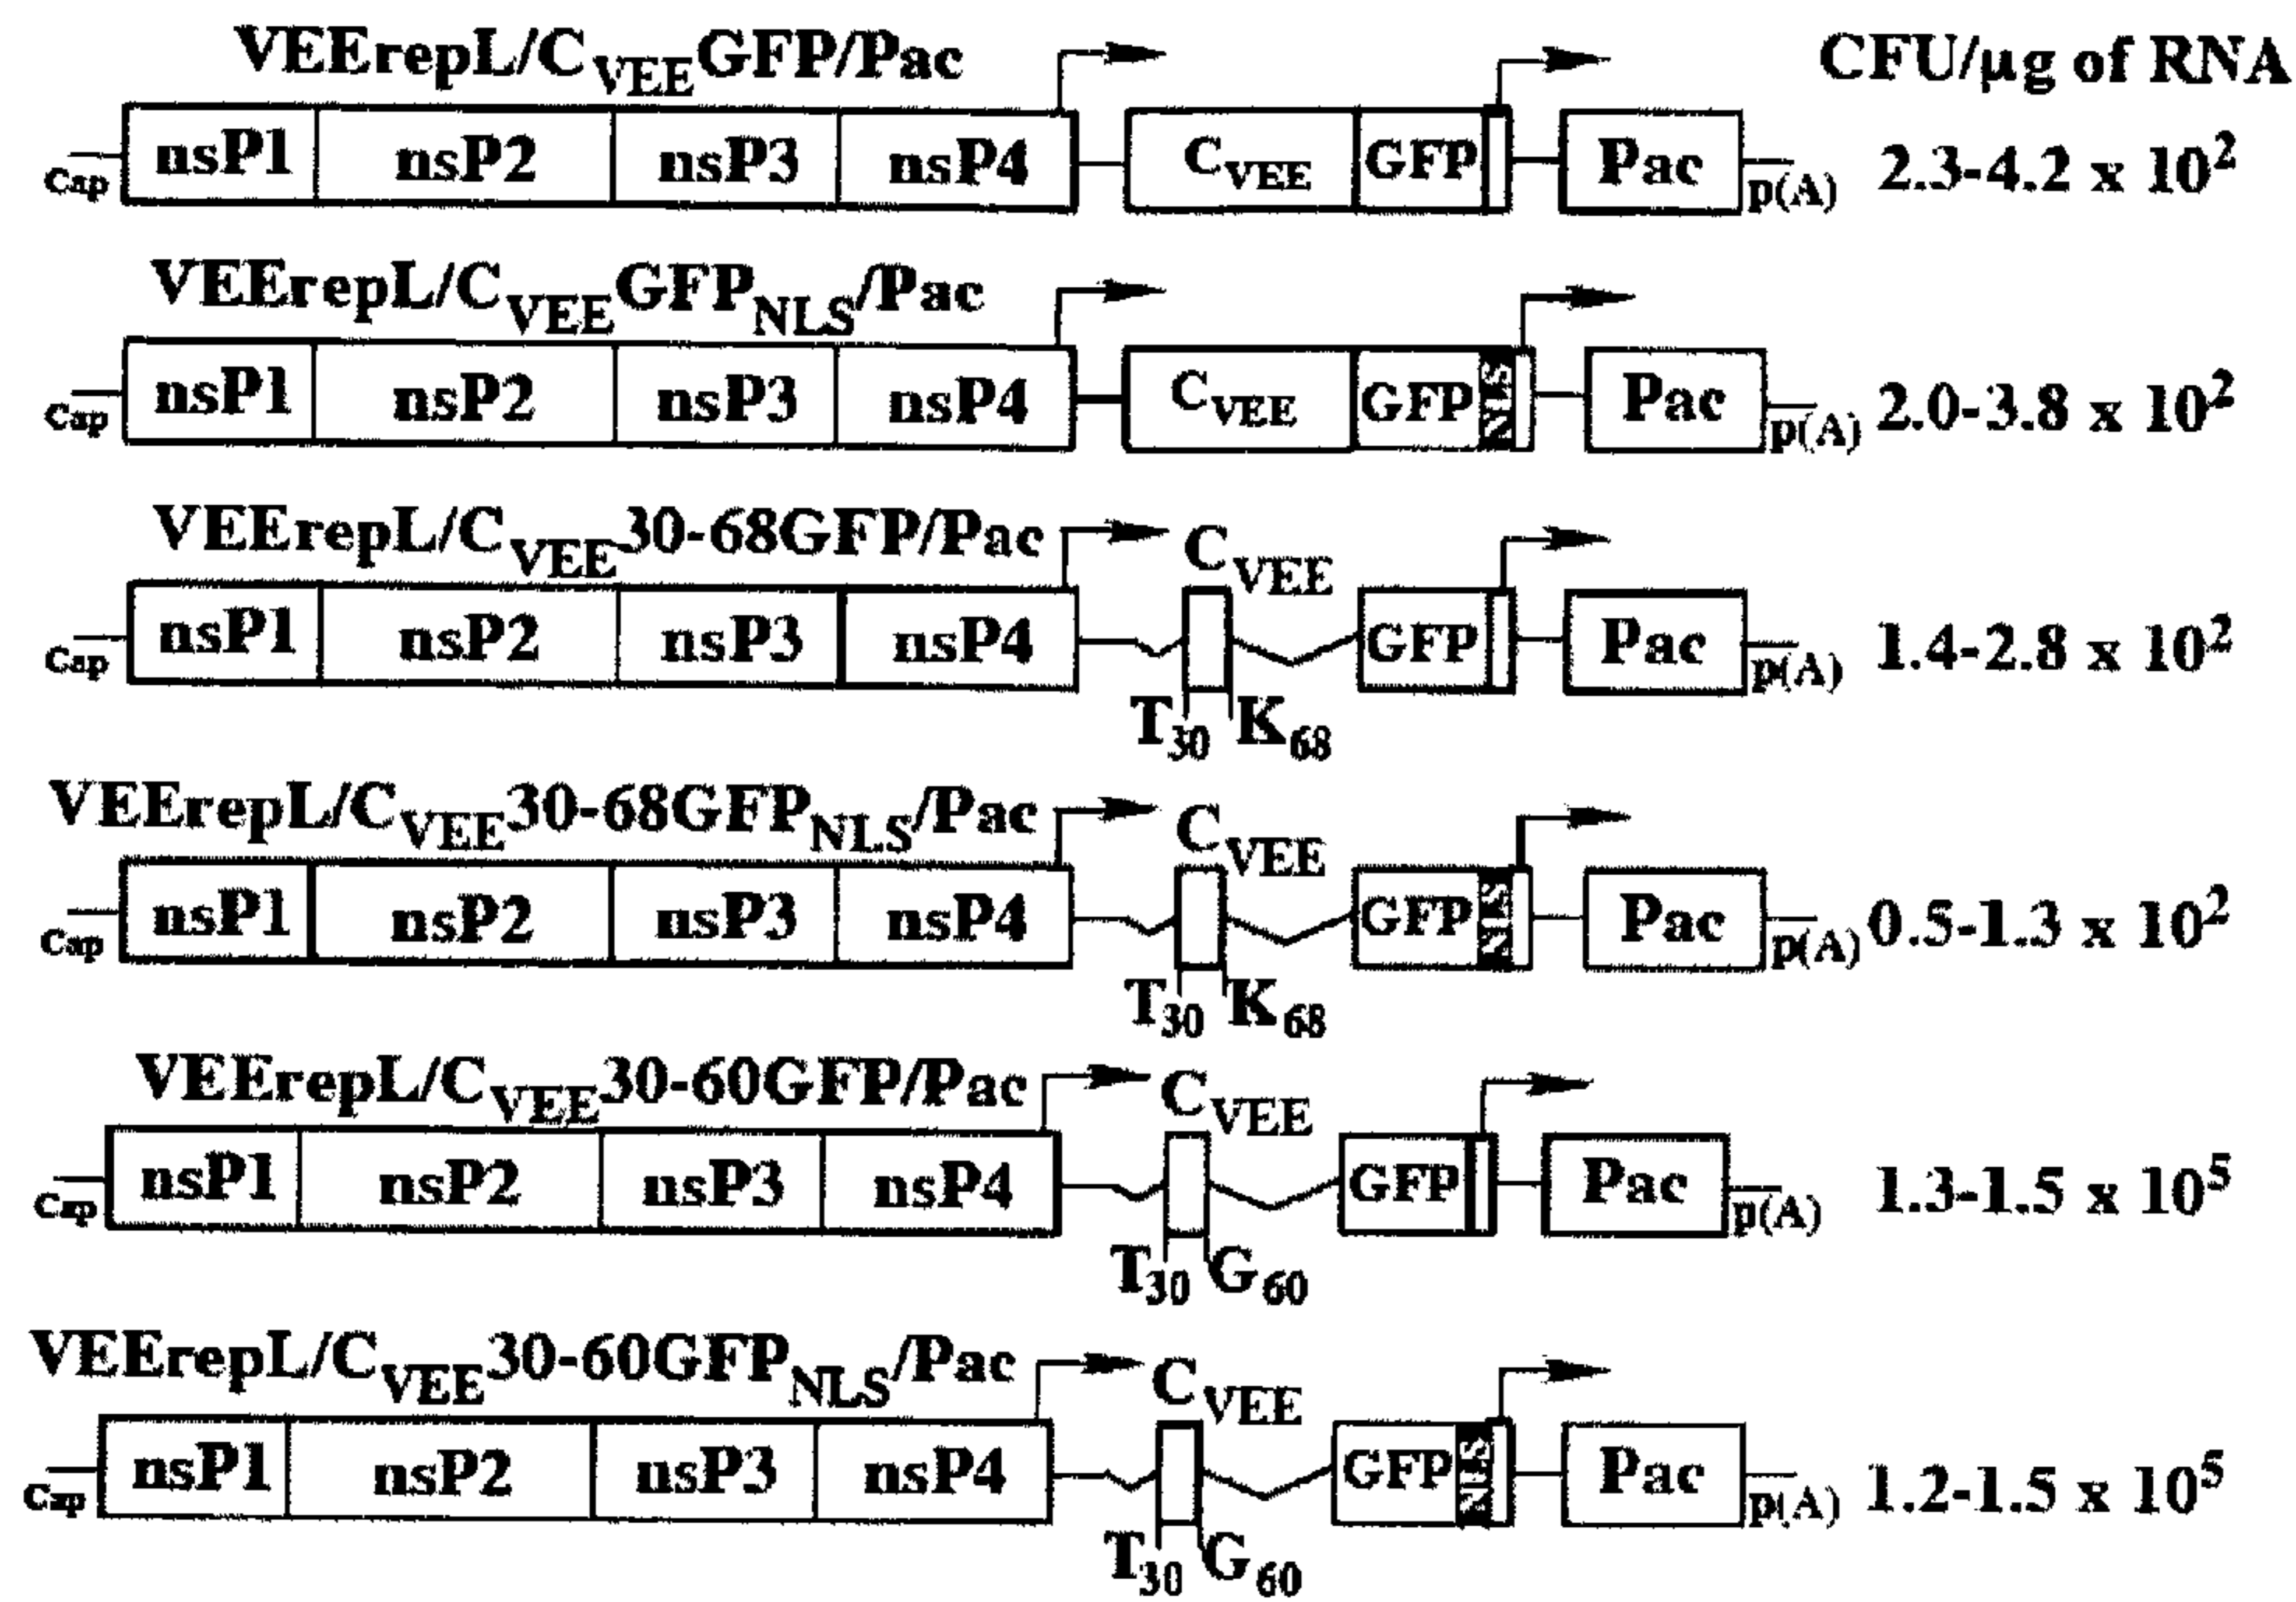 VEErepL/CVEEGFP/Pac CFU/µg of RNA
Cap nsP1 nsP2 nsP3 nsP4 CVEE GFP Pac p(A) 2.3-4.2 x 10²
VEErepL/CVEEGFPNLS/Pac
Cap nsP1 nsP2 nsP3 nsP4 CVEE GFP NLS Pac p(A) 2.0-3.8 x 10²
VEErepL/CVEE30-68GFP/Pac CVEE
Cap nsP1 nsP2 nsP3 nsP4 GFP Pac p(A) 1.4-2.8 x 10²
T30 K68
VEErepL/CVEE30-68GFPNLS/Pac CVEE
Cap nsP1 nsP2 nsP3 nsP4 GFP NLS Pac p(A) 0.5-1.3 x 10²
T30 K68
VEErepL/CVEE30-60GFP/Pac CVEE
Cap nsP1 nsP2 nsP3 nsP4 GFP Pac p(A) 1.3-1.5 x 10⁵
T30 G60
VEErepL/CVEE30-60GFPNLS/Pac CVEE
Cap nsP1 nsP2 nsP3 nsP4 GFP NLS Pac p(A) 1.2-1.5 x 10⁵
T30 G60